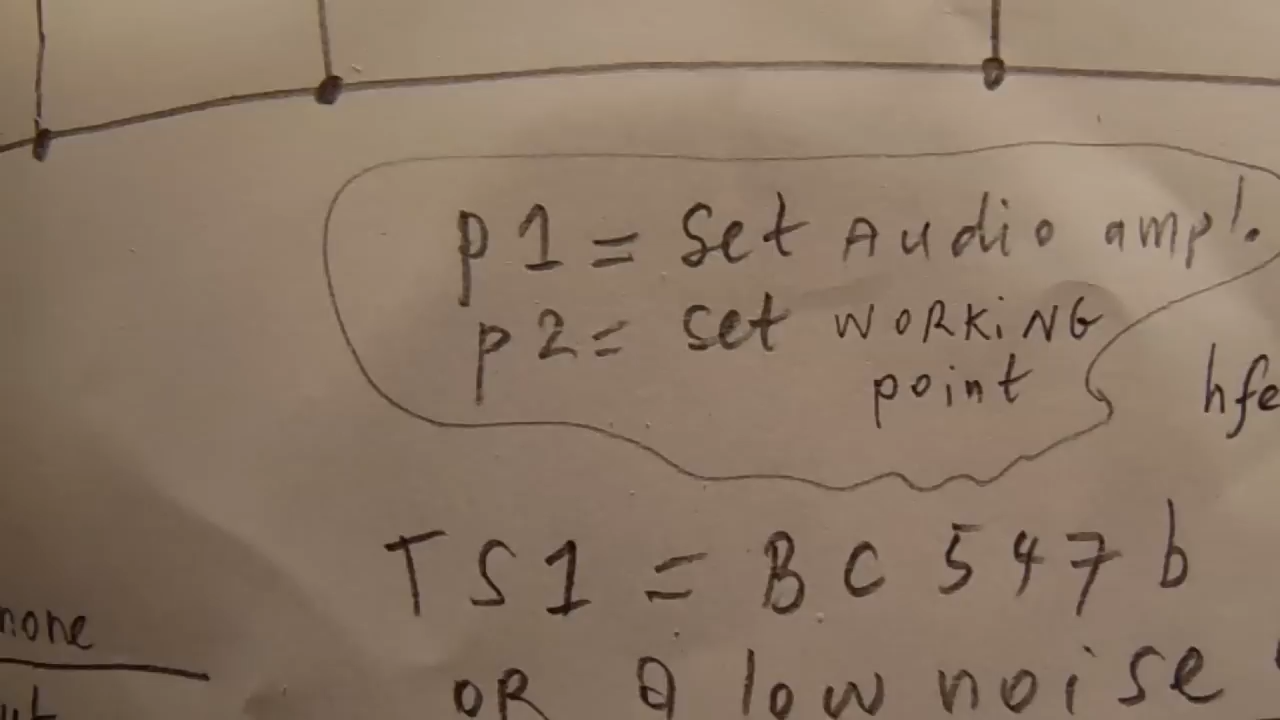 p1 = Set Audio ampl.
p2 = set WORKiNG
point
hfe
TS1 = BC547b
none
OR a low noise